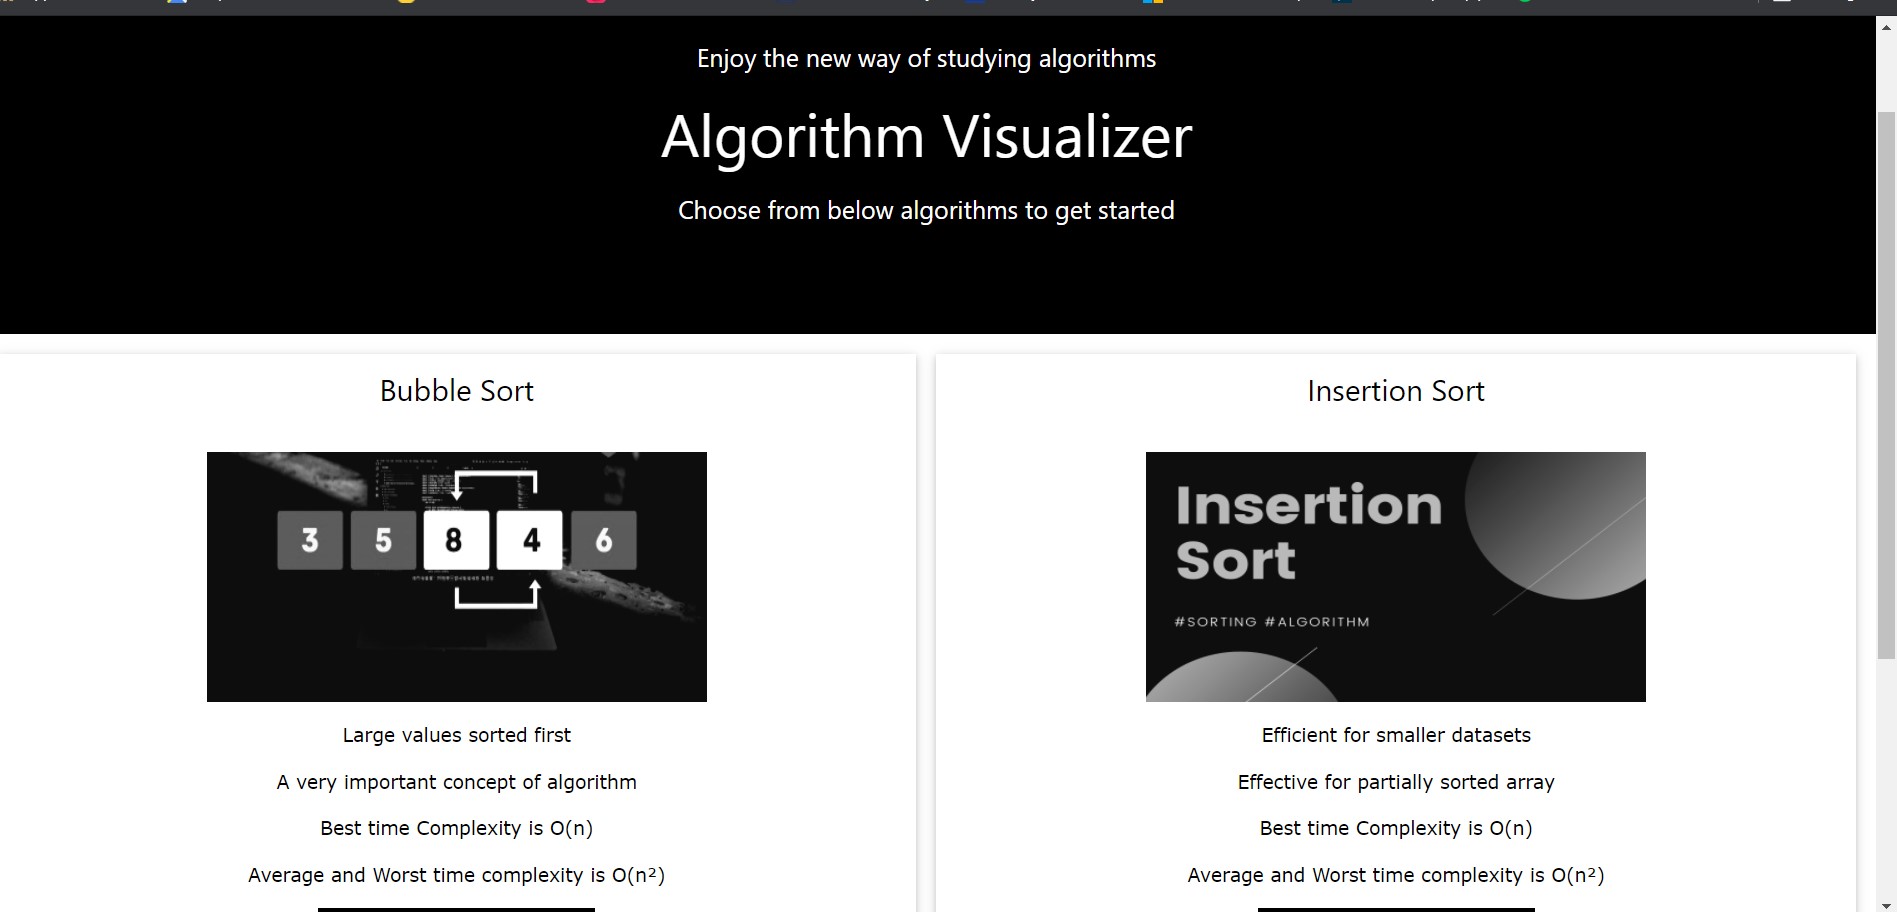 Enjoy the new way of studying algorithms
Algorithm Visualizer
Choose from below algorithms to get started
Bubble Sort
3 5 8 4 6
Large values sorted first
A very important concept of algorithm
Best time Complexity is O(n)
Average and Worst time complexity is O(n²)
Insertion Sort
Insertion
Sort
#SORTING #ALGORITHM
Efficient for smaller datasets
Effective for partially sorted array
Best time Complexity is O(n)
Average and Worst time complexity is O(n²)